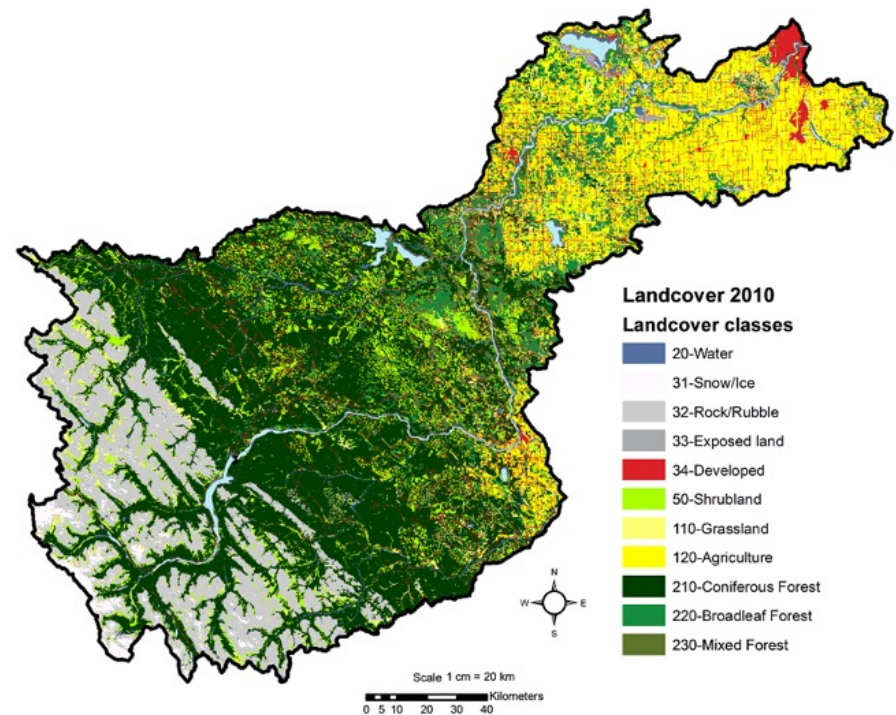 Landcover 2010
Landcover classes
20-Water
31-Snow/Ice
32-Rock/Rubble
33-Exposed land
34-Developed
50-Shrubland
110-Grassland
120-Agriculture
210-Coniferous Forest
220-Broadleaf Forest
230-Mixed Forest
N
W E
S
Scale 1 cm = 20 km
Kilometers
0 5 10 20 30 40